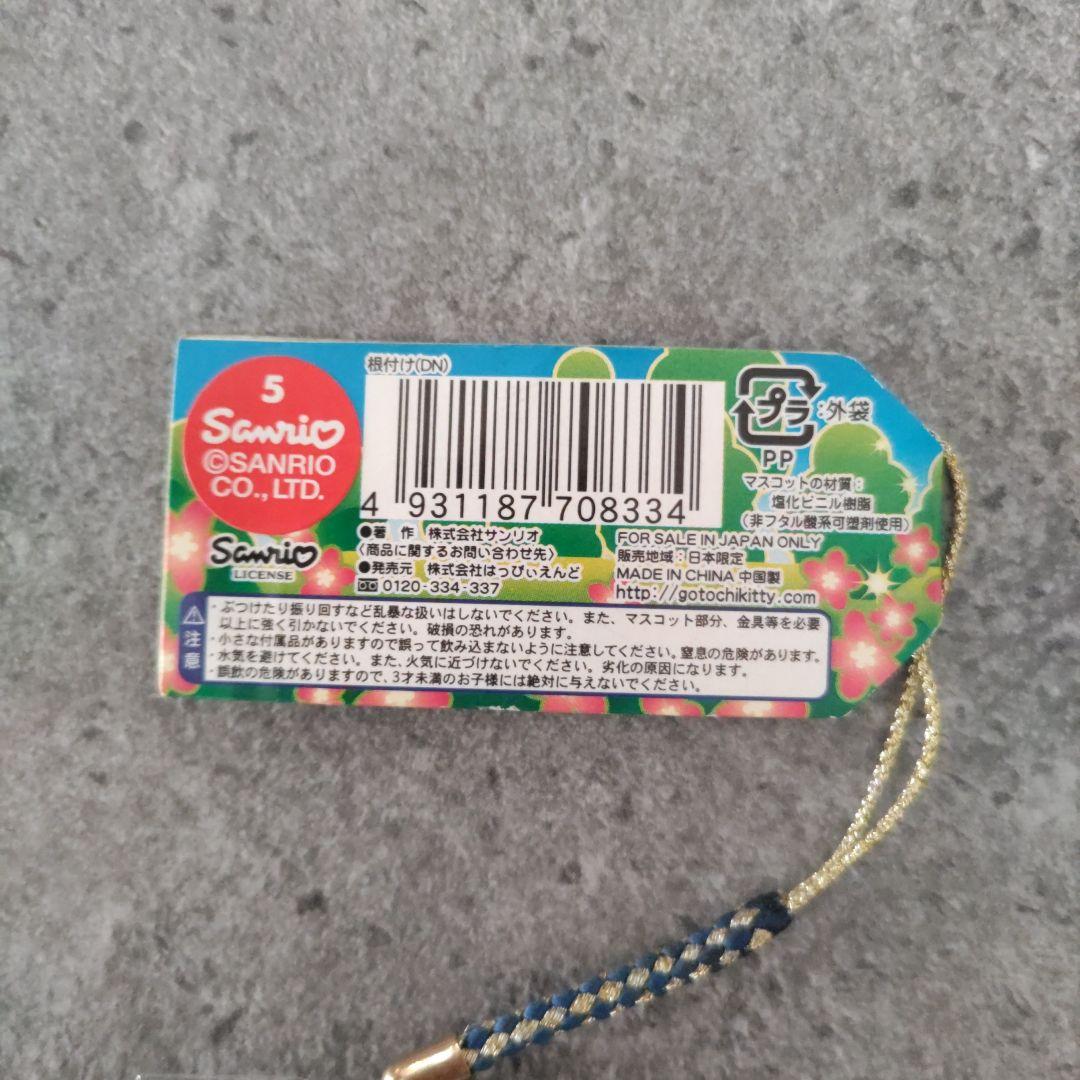 5
Sanrio
©SANRIO
CO., LTD.
Sanrio
LICENSE
根付け(DN)
4 931187 708334
●著 作 株式会社サンリオ
〈商品に関するお問い合わせ先〉
●発売元 株式会社はっぴぃえんど
0120-334-337
プラ :外袋
PP
マスコットの材質:
塩化ビニル樹脂
(非フタル酸系可塑剤使用)
FOR SALE IN JAPAN ONLY
販売地域:日本限定
MADE IN CHINA 中国製
http://gotochikitty.com
注意
・ぶつけたり振り回すなど乱暴な扱いはしないでください。また、マスコット部分、金具等を必要
以上に強く引かないでください。破損の恐れがあります。
・小さな付属品がありますので誤って飲み込まないように注意してください。窒息の危険があります。
・水気を避けてください。また、火気に近づけないでください。劣化の原因になります。
・誤飲の危険がありますので、3才未満のお子様には絶対に与えないでください。